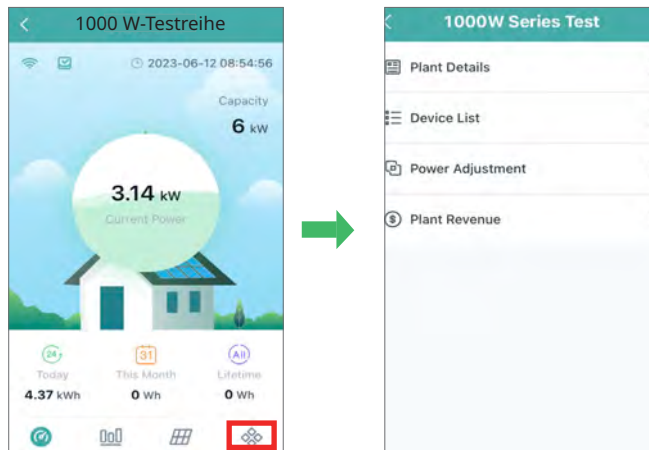 1000 W-Testreihe
2023-06-12 08:54:56
Capacity
6 kW
3.14 kW
Current Power
24
31
All
Today
This Month
Lifetime
4.37 kWh
0 Wh
0 Wh
1000W Series Test
Plant Details
Device List
Power Adjustment
$ Plant Revenue